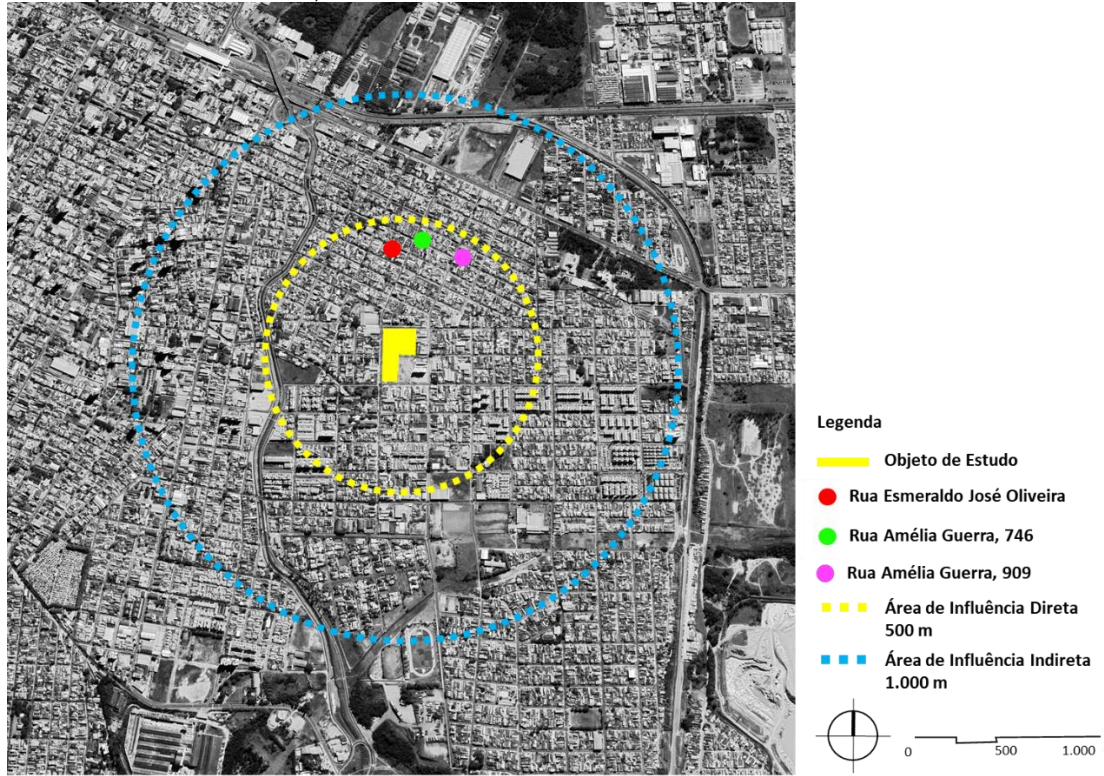 Legenda
Objeto de Estudo
Rua Esmeraldo José Oliveira
Rua Amélia Guerra, 746
Rua Amélia Guerra, 909
Área de Influência Direta
500 m
Área de Influência Indireta
1.000 m
0 500 1.000